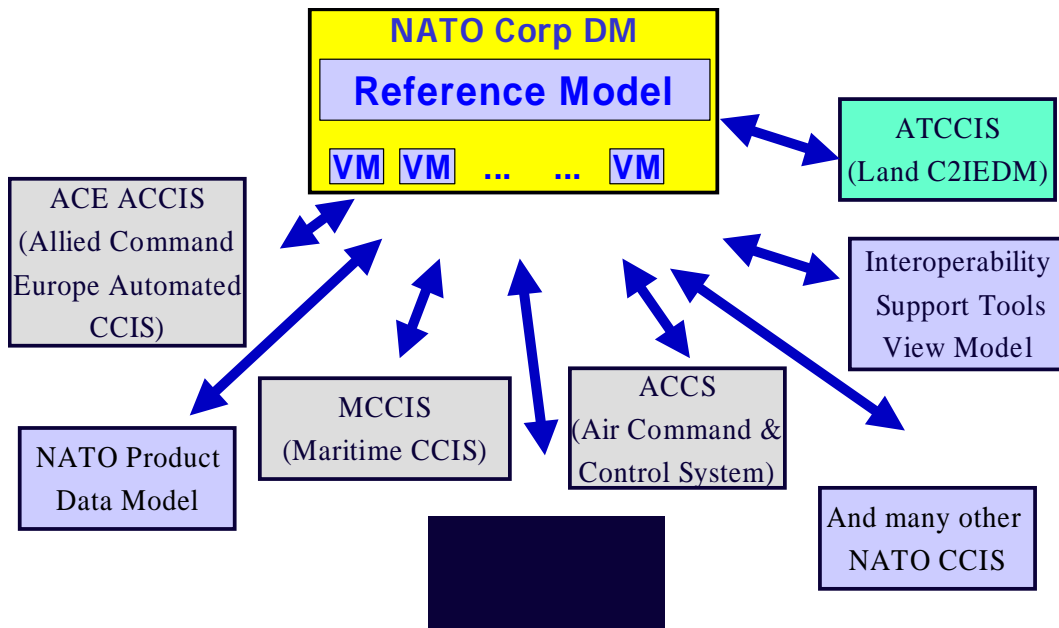 NATO Corp DM
Reference Model
VM VM ... ... VM
ATCCIS
(Land C2IEDM)
ACE ACCIS
(Allied Command
Europe Automated
CCIS)
Interoperability
Support Tools
View Model
MCCIS
(Maritime CCIS)
ACCS
(Air Command &
Control System)
NATO Product
Data Model
And many other
NATO CCIS